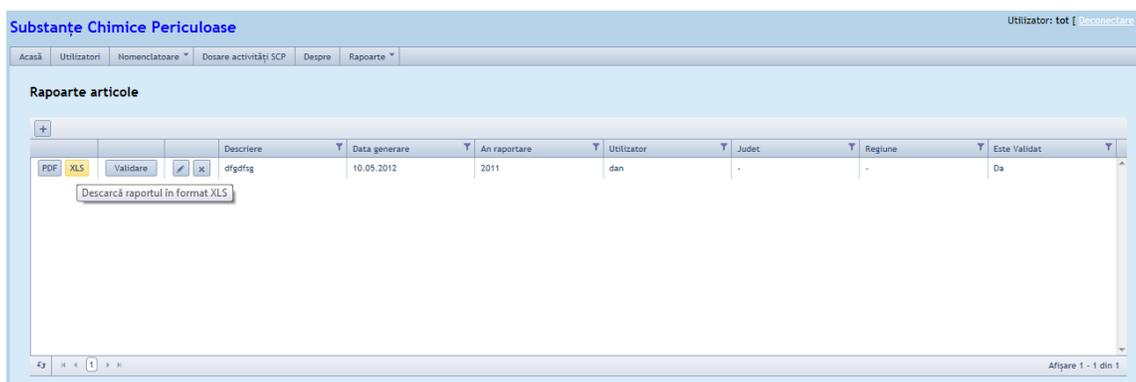 Utilizator: tot [ Deconectare
Substanțe Chimice Periculoase
Acasă Utilizatori Nomenclatoare Dosare activități SCP Despre Rapoarte
Rapoarte articole
+
Descriere Data generare An raportare Utilizator Judet Regiune Este Validat
PDF XLS Validare x dfgdfsg 10.05.2012 2011 dan - - Da
Descarcă raportul în format XLS
1 Afișare 1 - 1 din 1